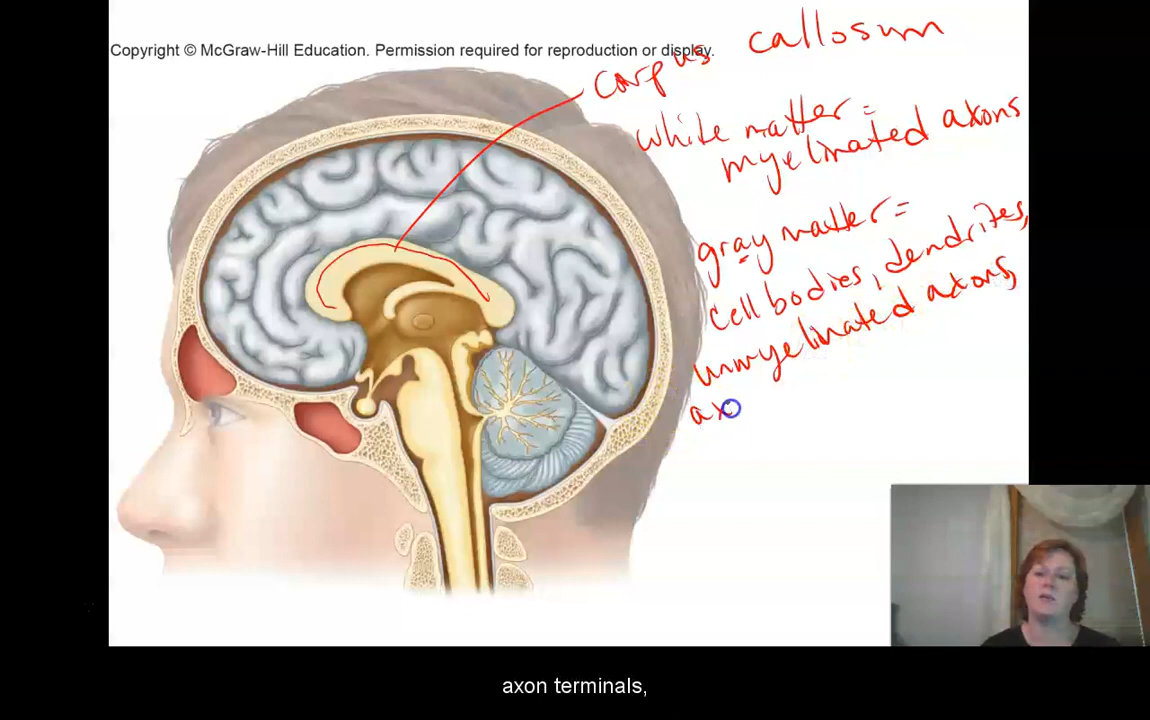 Copyright © McGraw-Hill Education. Permission required for reproduction or display.
corpus callosum
white matter =
myelinated axons
gray matter =
cell bodies, dendrites,
unmyelinated axons,
ax
axon terminals,